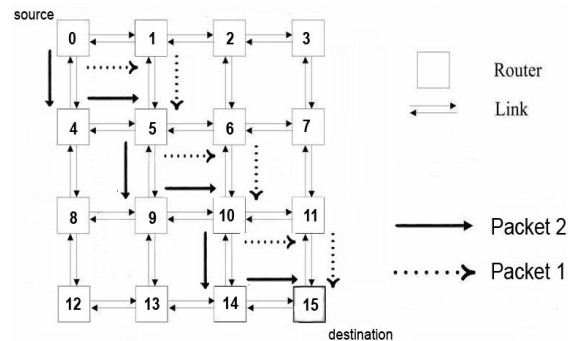 source
0 1 2 3
Router
Link
4 5 6 7
8 9 10 11
Packet 2
Packet 1
12 13 14 15
destination